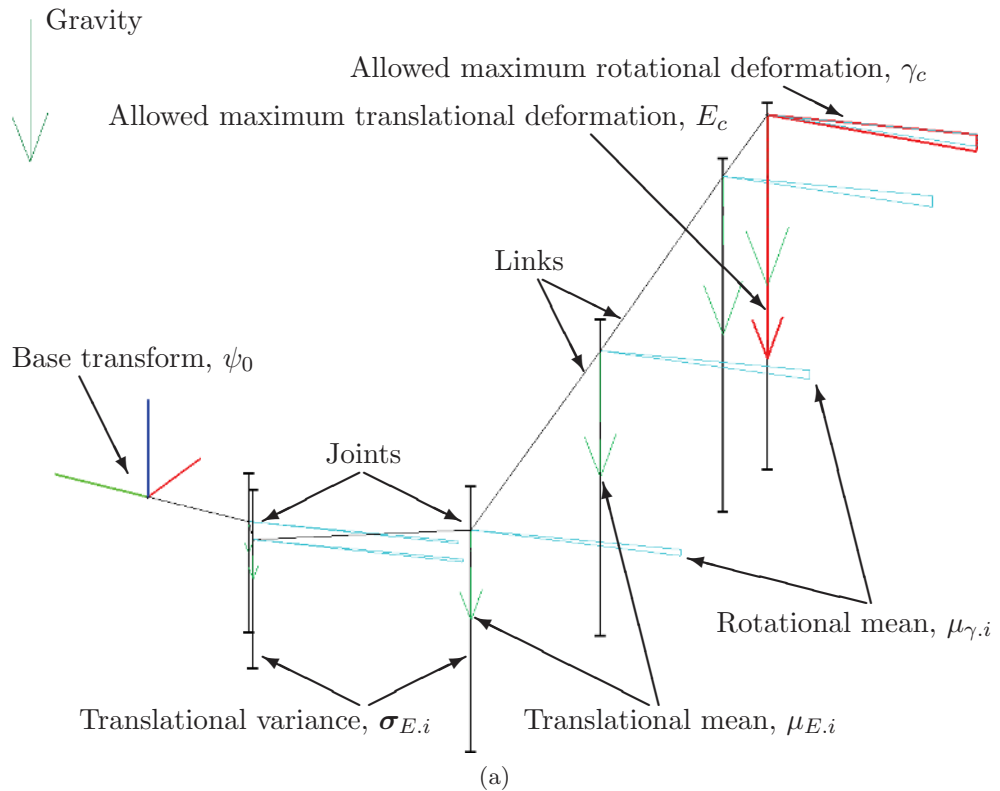 Gravity
Allowed maximum rotational deformation, γc
Allowed maximum translational deformation, Ec
Links
Base transform, ψ0
Joints
Rotational mean, μγ.i
Translational variance, σE.i
Translational mean, μE.i
(a)